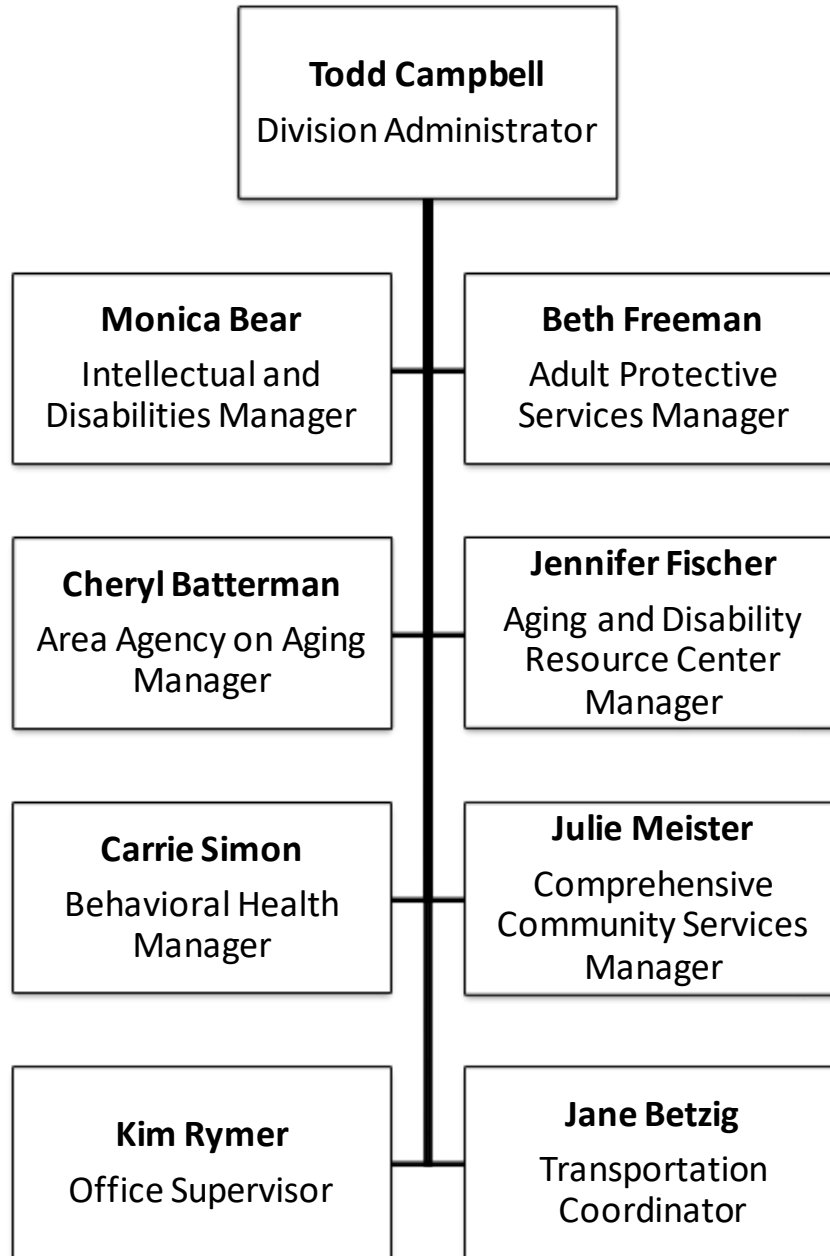 Todd Campbell
Division Administrator
Monica Bear
Intellectual and
Disabilities Manager
Beth Freeman
Adult Protective
Services Manager
Cheryl Batterman
Area Agency on Aging
Manager
Jennifer Fischer
Aging and Disability
Resource Center
Manager
Carrie Simon
Behavioral Health
Manager
Julie Meister
Comprehensive
Community Services
Manager
Kim Rymer
Office Supervisor
Jane Betzig
Transportation
Coordinator